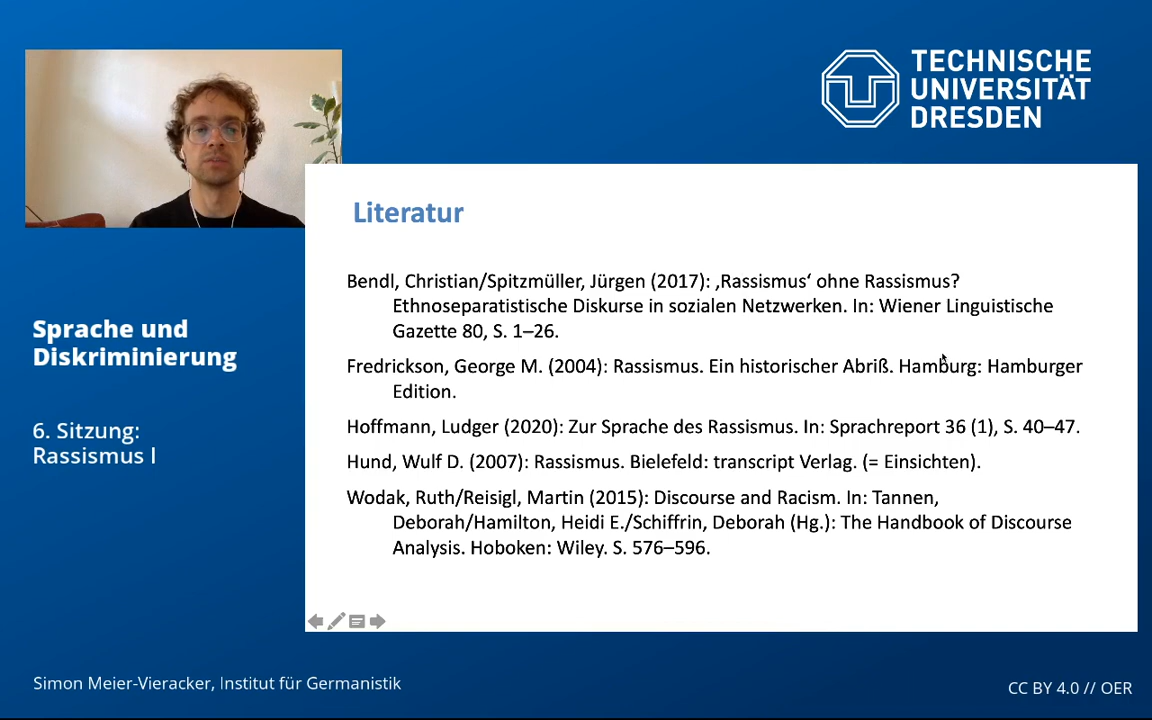 TECHNISCHE
UNIVERSITÄT
DRESDEN
Sprache und
Diskriminierung
6. Sitzung:
Rassismus I
Literatur
Bendl, Christian/Spitzmüller, Jürgen (2017): ‚Rassismus‘ ohne Rassismus?
Ethnoseparatistische Diskurse in sozialen Netzwerken. In: Wiener Linguistische
Gazette 80, S. 1–26.
Fredrickson, George M. (2004): Rassismus. Ein historischer Abriß. Hamburg: Hamburger
Edition.
Hoffmann, Ludger (2020): Zur Sprache des Rassismus. In: Sprachreport 36 (1), S. 40–47.
Hund, Wulf D. (2007): Rassismus. Bielefeld: transcript Verlag. (= Einsichten).
Wodak, Ruth/Reisigl, Martin (2015): Discourse and Racism. In: Tannen,
Deborah/Hamilton, Heidi E./Schiffrin, Deborah (Hg.): The Handbook of Discourse
Analysis. Hoboken: Wiley. S. 576–596.
Simon Meier-Vieracker, Institut für Germanistik
CC BY 4.0 // OER